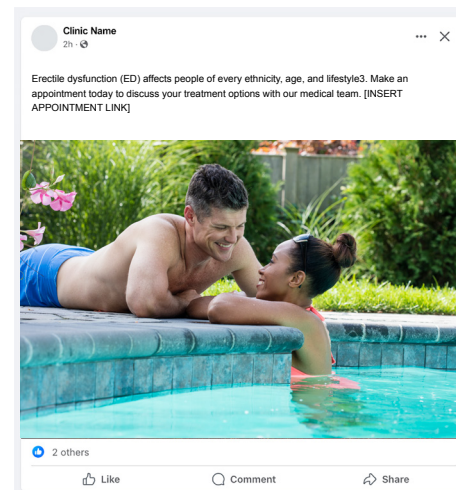 Clinic Name
2h ·
Erectile dysfunction (ED) affects people of every ethnicity, age, and lifestyle3. Make an
appointment today to discuss your treatment options with our medical team. [INSERT
APPOINTMENT LINK]
2 others
Like Comment Share